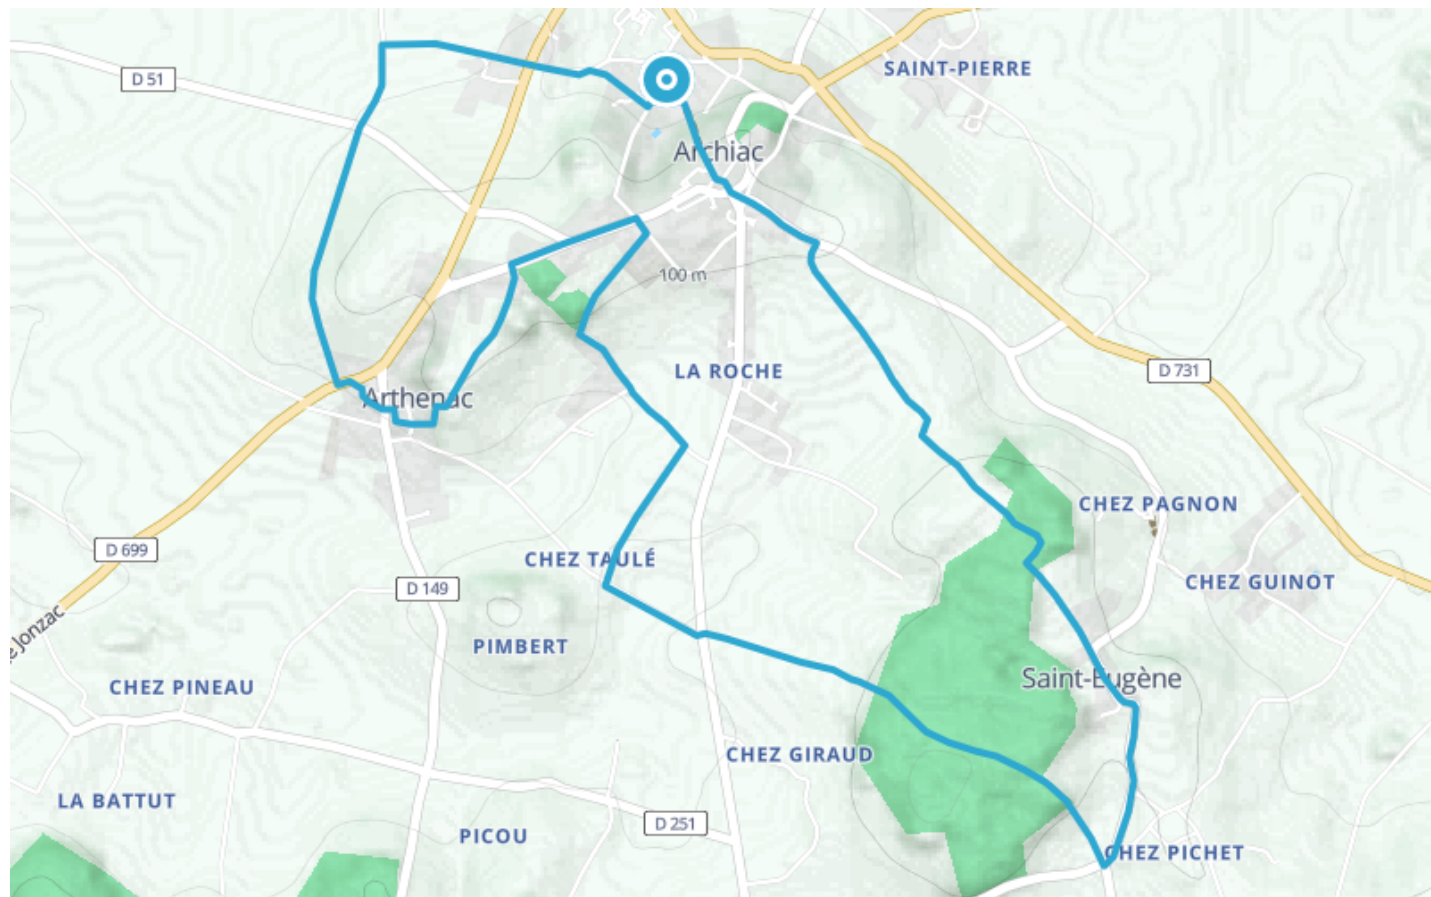 SAINT-PIERRE
D 51
Archiac
100 m
LA ROCHE
D 731
Arthenac
CHEZ PAGNON
D 699
CHEZ TAULÉ
CHEZ GUINOT
D 149
e Jonzac
PIMBERT
Saint-Eugène
CHEZ PINEAU
CHEZ GIRAUD
LA BATTUT
D 251
PICOU
CHEZ PICHET